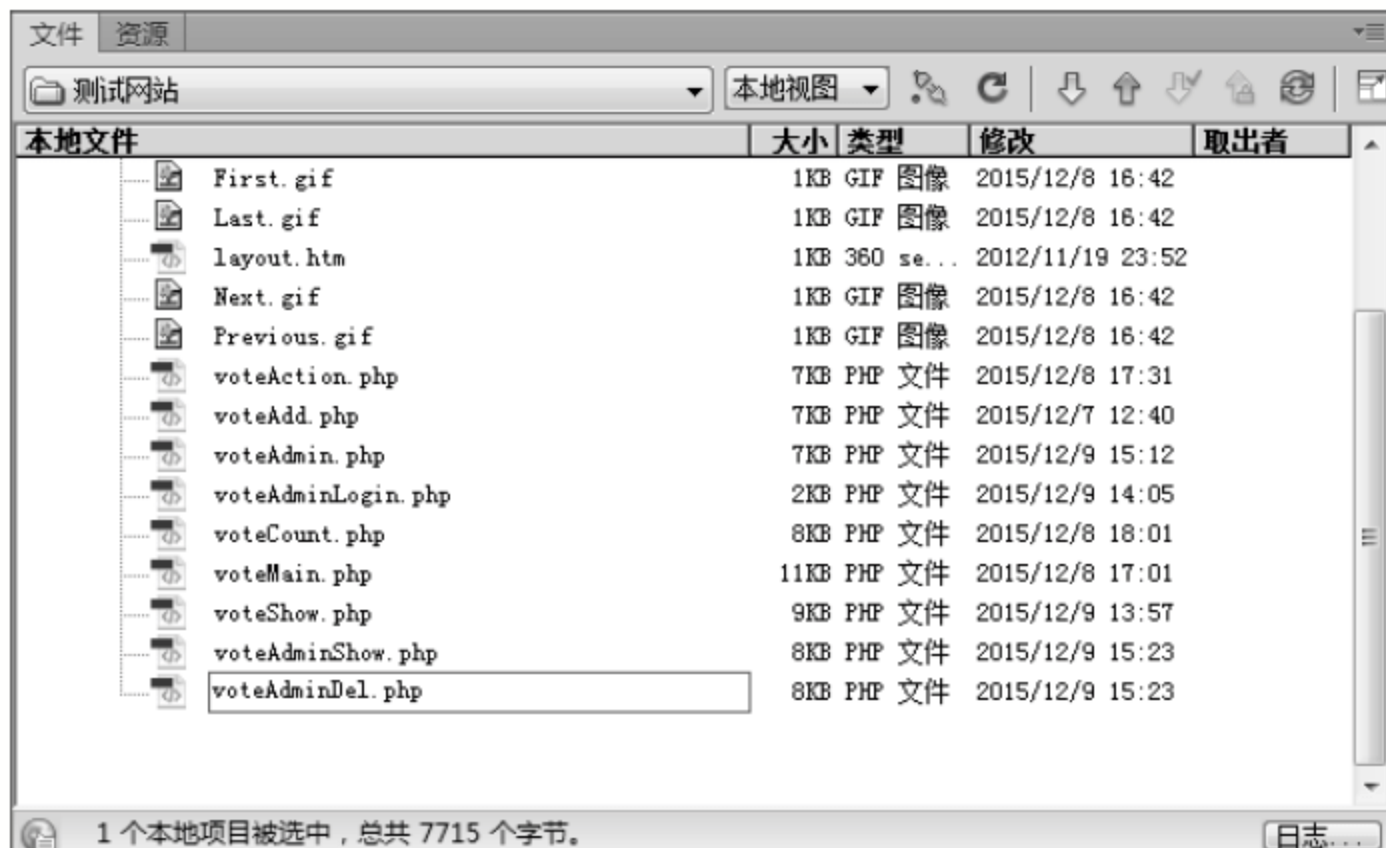 文件 资源
测试网站 本地视图
本地文件 大小 类型 修改 取出者
First.gif 1KB GIF 图像 2015/12/8 16:42
Last.gif 1KB GIF 图像 2015/12/8 16:42
layout.htm 1KB 360 se... 2012/11/19 23:52
Next.gif 1KB GIF 图像 2015/12/8 16:42
Previous.gif 1KB GIF 图像 2015/12/8 16:42
voteAction.php 7KB PHP 文件 2015/12/8 17:31
voteAdd.php 7KB PHP 文件 2015/12/7 12:40
voteAdmin.php 7KB PHP 文件 2015/12/9 15:12
voteAdminLogin.php 2KB PHP 文件 2015/12/9 14:05
voteCount.php 8KB PHP 文件 2015/12/8 18:01
voteMain.php 11KB PHP 文件 2015/12/8 17:01
voteShow.php 9KB PHP 文件 2015/12/9 13:57
voteAdminShow.php 8KB PHP 文件 2015/12/9 15:23
voteAdminDel.php 8KB PHP 文件 2015/12/9 15:23
1 个本地项目被选中，总共 7715 个字节。 日志...